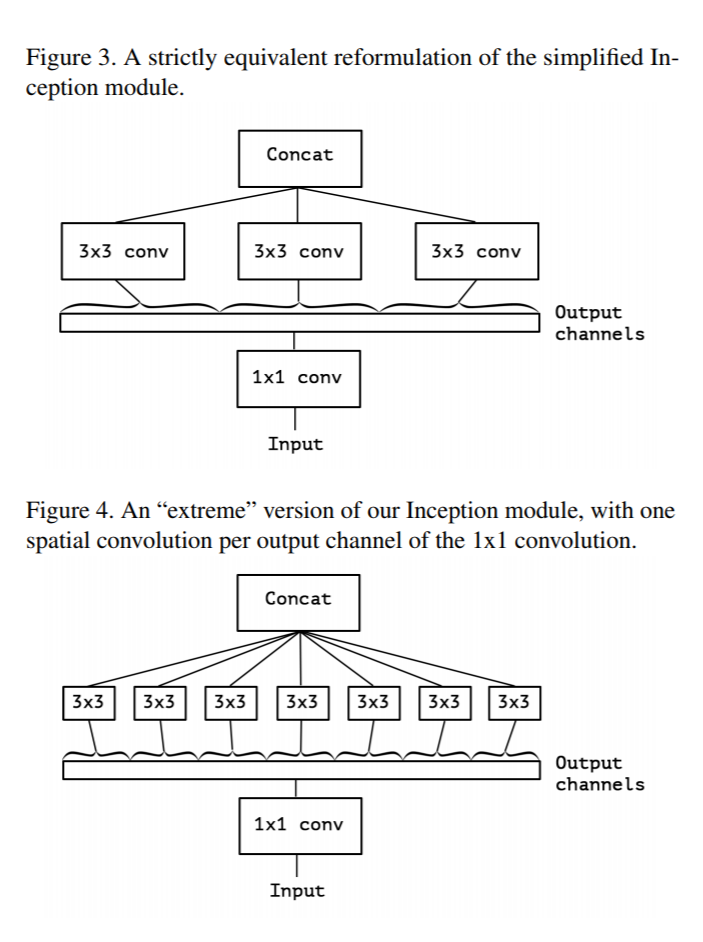 Figure 3. A strictly equivalent reformulation of the simplified In-
ception module.
Concat
3x3 conv
3x3 conv
3x3 conv
Output
channels
1x1 conv
Input
Figure 4. An “extreme” version of our Inception module, with one
spatial convolution per output channel of the 1x1 convolution.
Concat
3x3
3x3
3x3
3x3
3x3
3x3
3x3
Output
channels
1x1 conv
Input